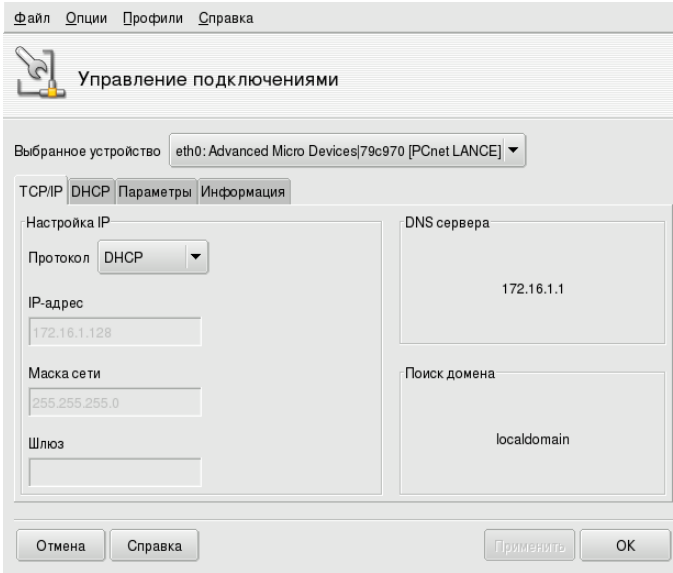 Файл Опции Профили Справка
Управление подключениями
Выбранное устройство eth0: Advanced Micro Devices|79c970 [PCnet LANCE]
TCP/IP DHCP Параметры Информация
Настройка IP
Протокол DHCP
IP-адрес
172.16.1.128
Маска сети
255.255.255.0
Шлюз
DNS сервера
172.16.1.1
Поиск домена
localdomain
Отмена Справка Применить OK